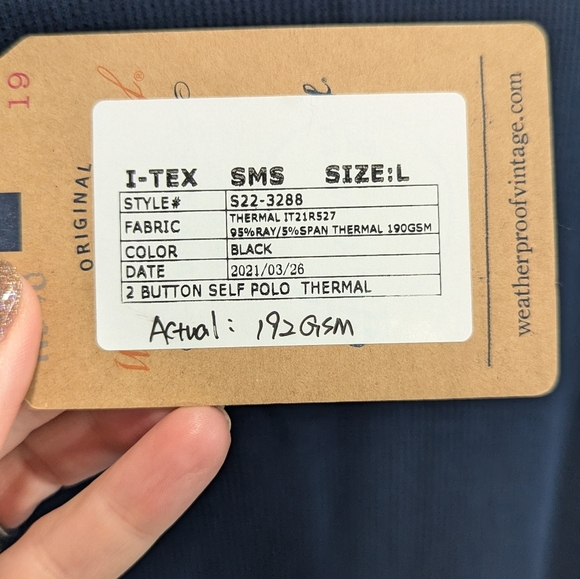 19
ORIGINAL
I-TEX SMS SIZE:L
STYLE# S22-3288
FABRIC THERMAL IT21R527
95%RAY/5%SPAN THERMAL 190GSM
COLOR BLACK
DATE 2021/03/26
2 BUTTON SELF POLO THERMAL
Actual: 192GSM
weatherproofvintage.com